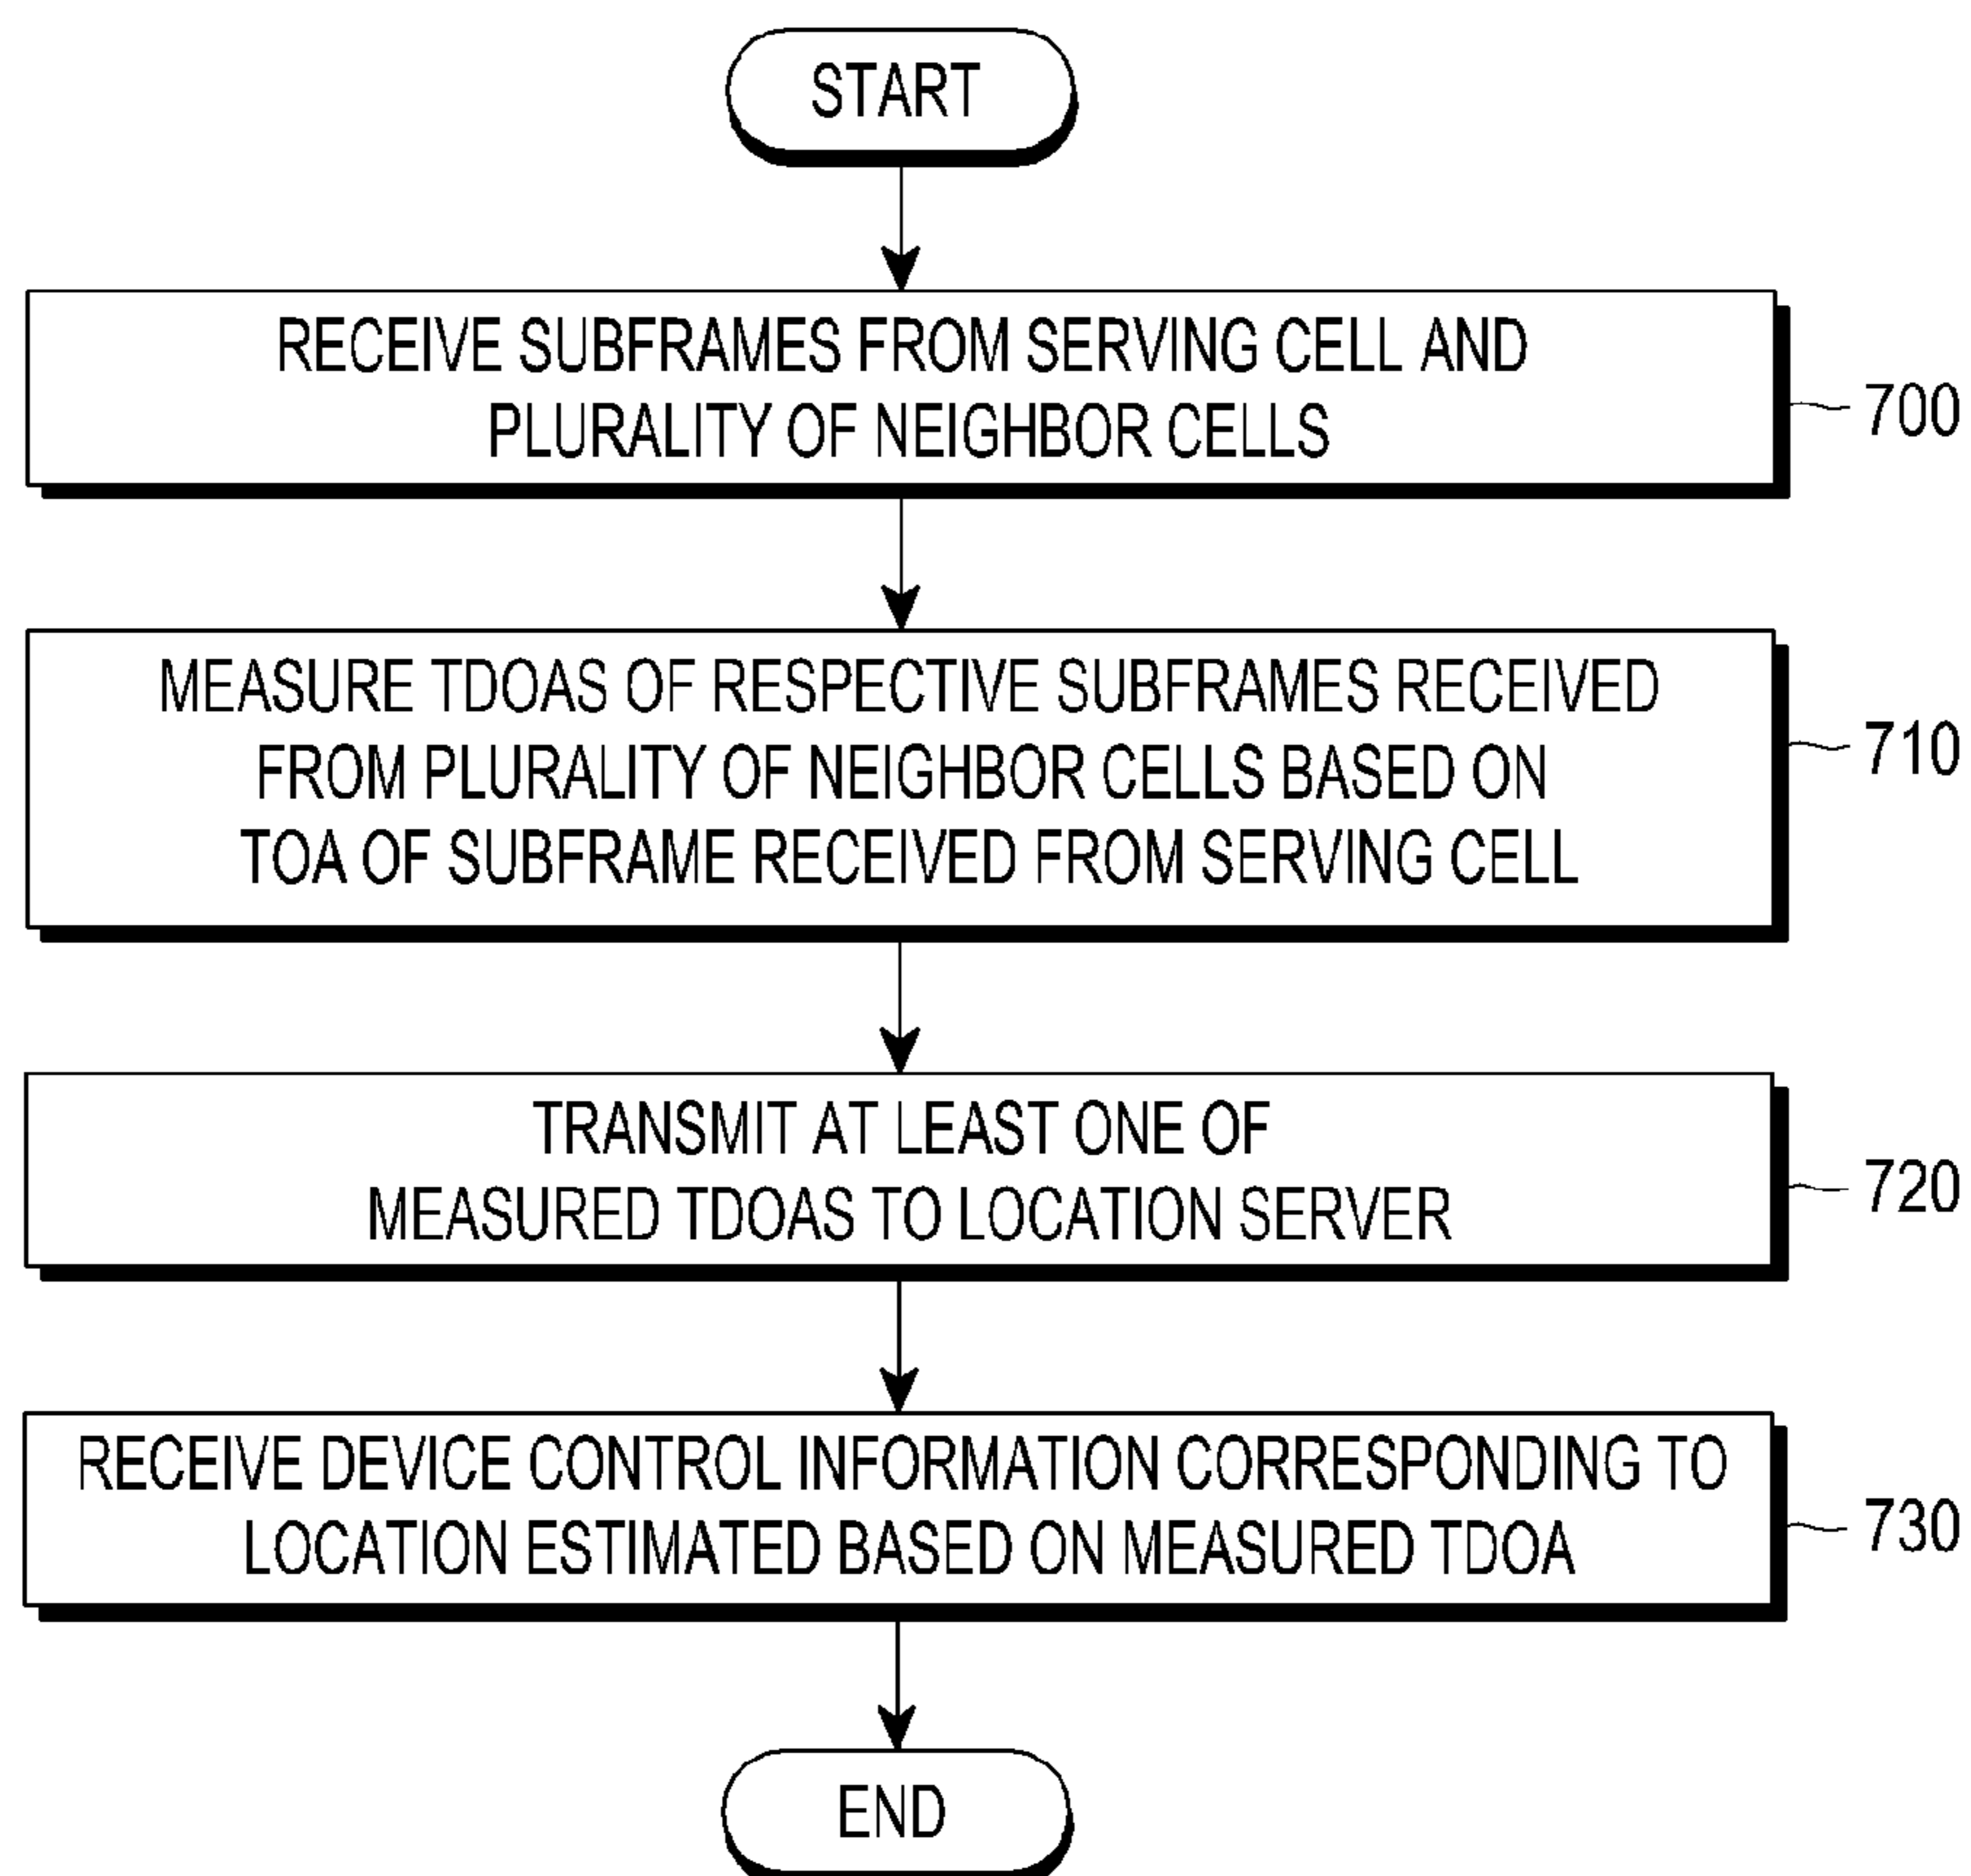 START
RECEIVE SUBFRAMES FROM SERVING CELL AND
PLURALITY OF NEIGHBOR CELLS
700
MEASURE TDOAS OF RESPECTIVE SUBFRAMES RECEIVED
FROM PLURALITY OF NEIGHBOR CELLS BASED ON
TOA OF SUBFRAME RECEIVED FROM SERVING CELL
710
TRANSMIT AT LEAST ONE OF
MEASURED TDOAS TO LOCATION SERVER
720
RECEIVE DEVICE CONTROL INFORMATION CORRESPONDING TO
LOCATION ESTIMATED BASED ON MEASURED TDOA
730
END